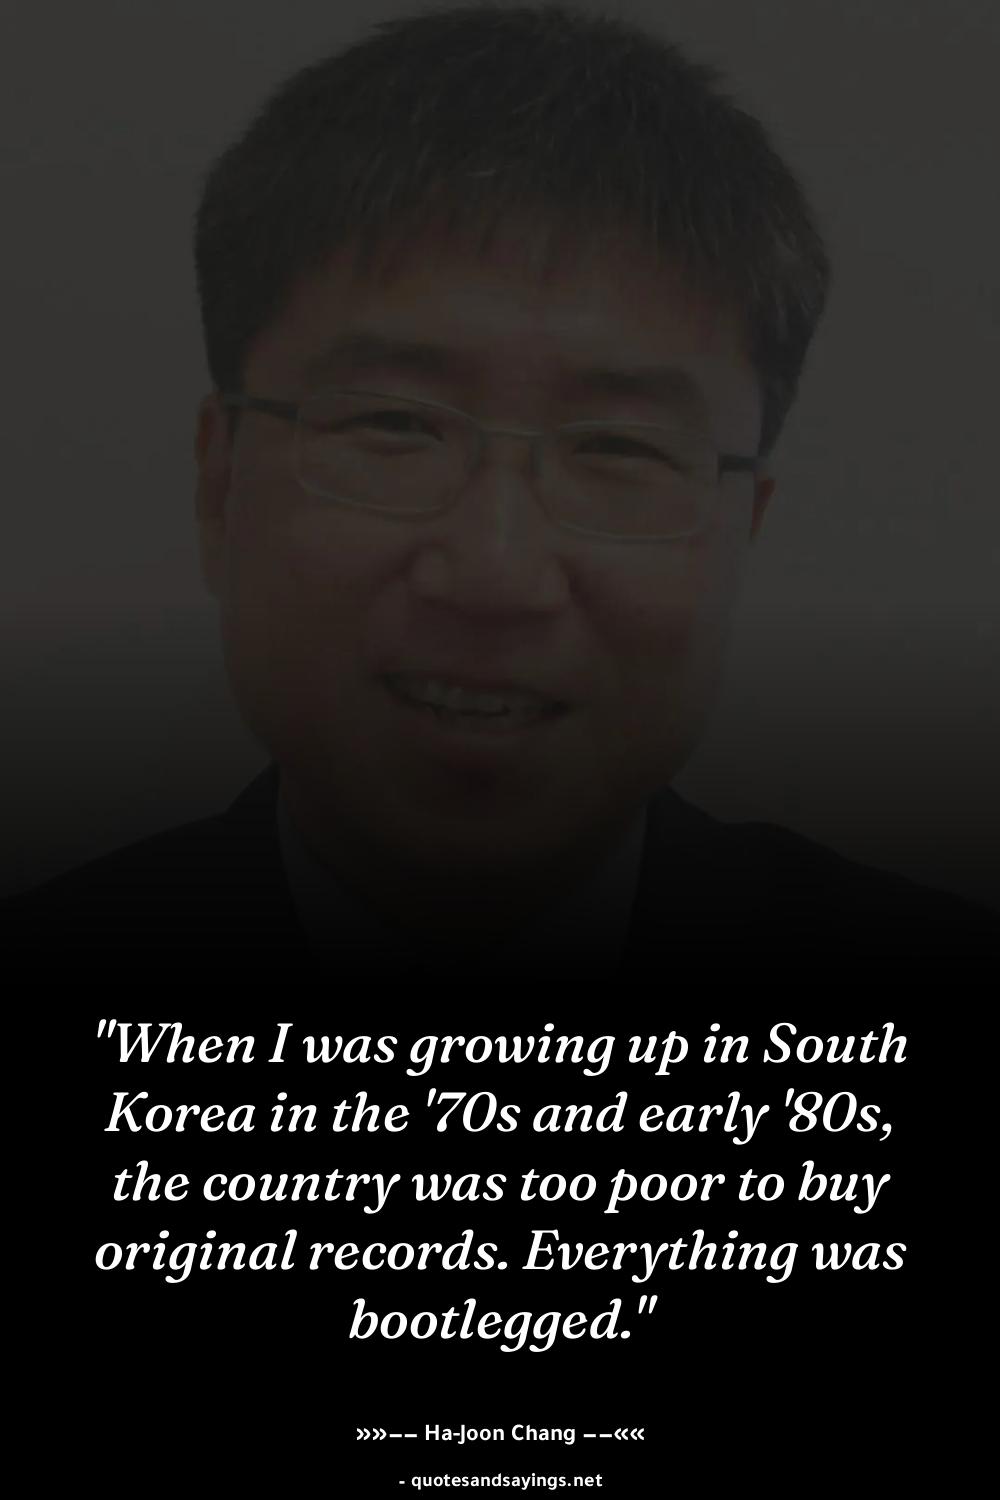 "When I was growing up in South
Korea in the '70s and early '80s,
the country was too poor to buy
original records. Everything was
bootlegged."
»»−− Ha-Joon Chang −−««
- quotesandsayings.net